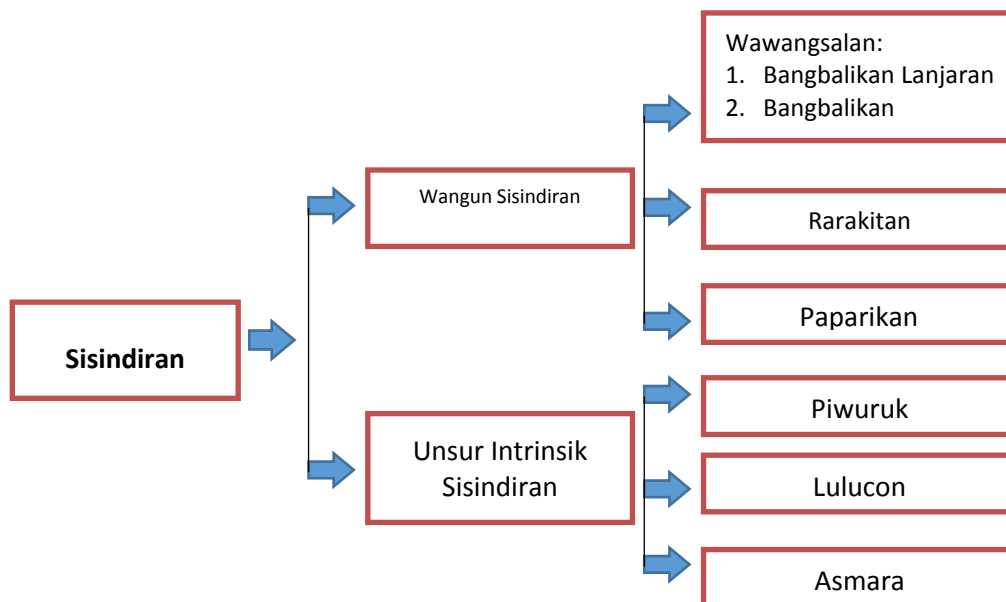 Sisindiran
Wangun Sisindiran
Wawangsalan:
1. Bangbalikan Lanjaran
2. Bangbalikan
Rarakitan
Paparikan
Unsur Intrinsik
Sisindiran
Piwuruk
Lulucon
Asmara